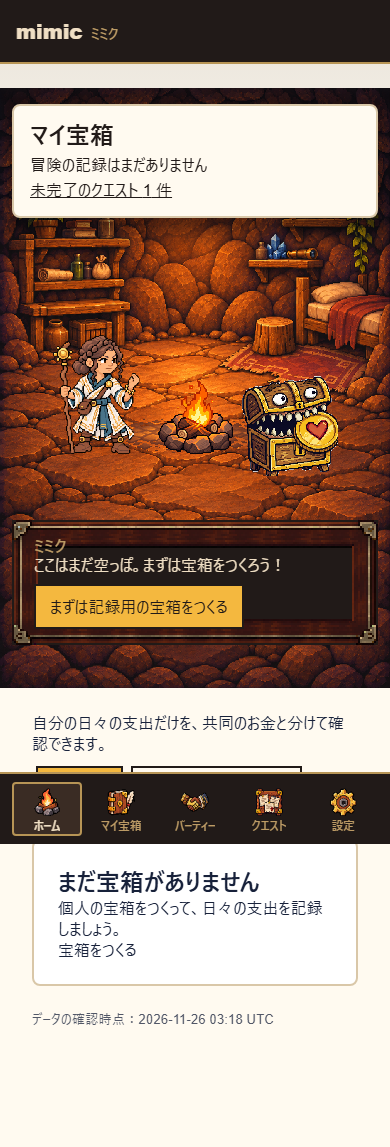 mimic ミミク
マイ宝箱
冒険の記録はまだありません
未完了のクエスト 1 件
ミミク
ここはまだ空っぽ。まずは宝箱をつくろう！
まずは記録用の宝箱をつくる
自分の日々の支出だけを、共同のお金と分けて確
認できます。
ホーム
マイ宝箱
パーティー
クエスト
設定
まだ宝箱がありません
個人の宝箱をつくって、日々の支出を記録
しましょう。
宝箱をつくる
データの確認時点：2026-11-26 03:18 UTC